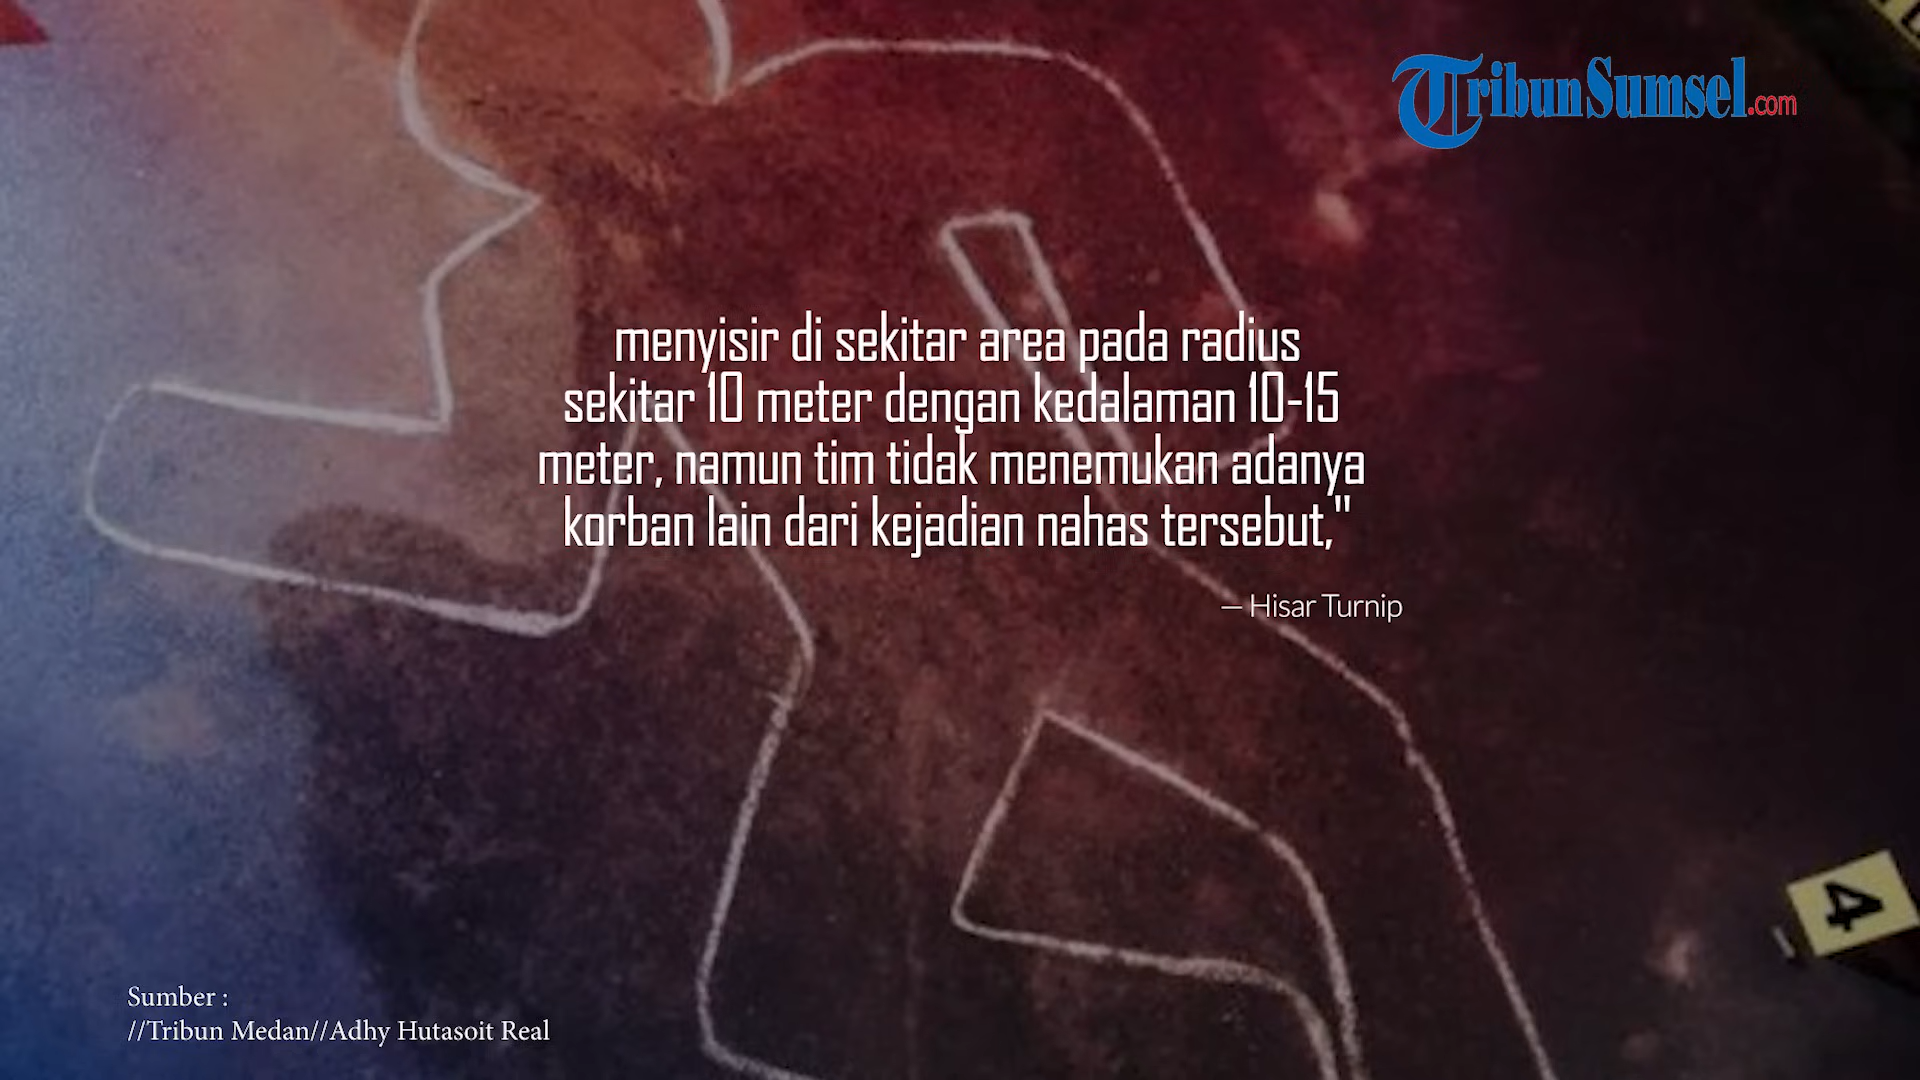 TribunSumsel.com
menyisir di sekitar area pada radius
sekitar 10 meter dengan kedalaman 10-15
meter, namun tim tidak menemukan adanya
korban lain dari kejadian nahas tersebut,"
— Hisar Turnip
4
Sumber :
//Tribun Medan//Adhy Hutasoit Real